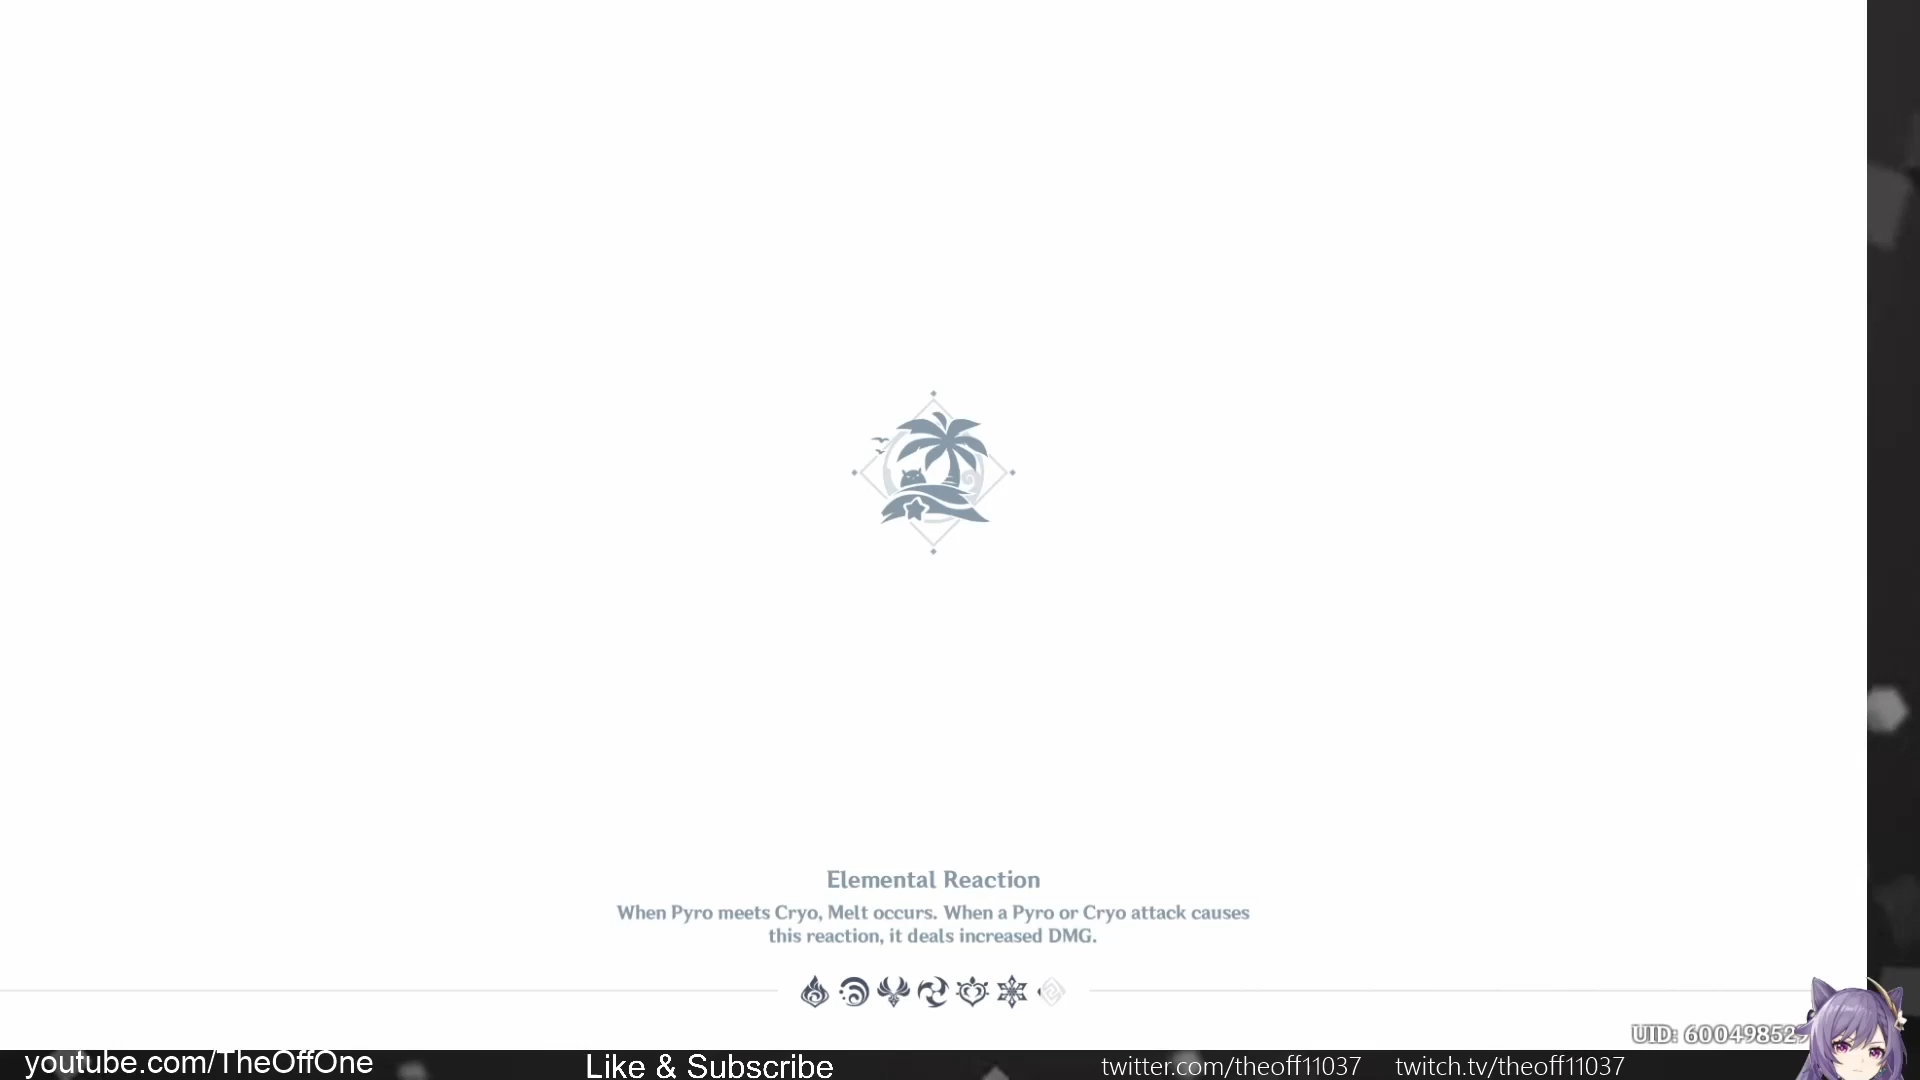 Elemental Reaction
When Pyro meets Cryo, Melt occurs. When a Pyro or Cryo attack causes
this reaction, it deals increased DMG.
UID: 600498529
youtube.com/TheOffOne
Like & Subscribe
twitter.com/theoff11037
twitch.tv/theoff11037